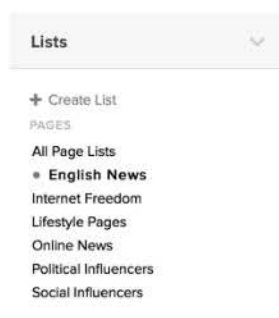 Lists
+ Create List
PAGES
All Page Lists
• English News
Internet Freedom
Lifestyle Pages
Online News
Political Influencers
Social Influencers